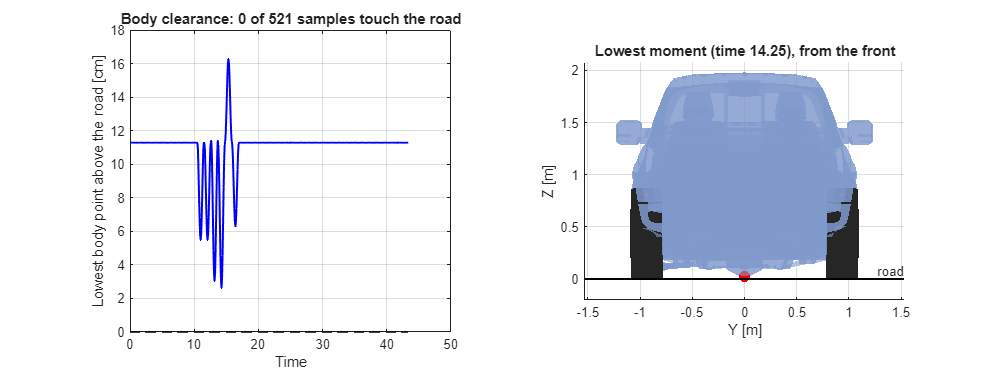 Body clearance: 0 of 521 samples touch the road
Lowest body point above the road [cm]
18
16
14
12
10
8
6
4
2
0
0 10 20 30 40 50
Time
Lowest moment (time 14.25), from the front
Z [m]
2
1.5
1
0.5
0
road
-1.5 -1 -0.5 0 0.5 1 1.5
Y [m]